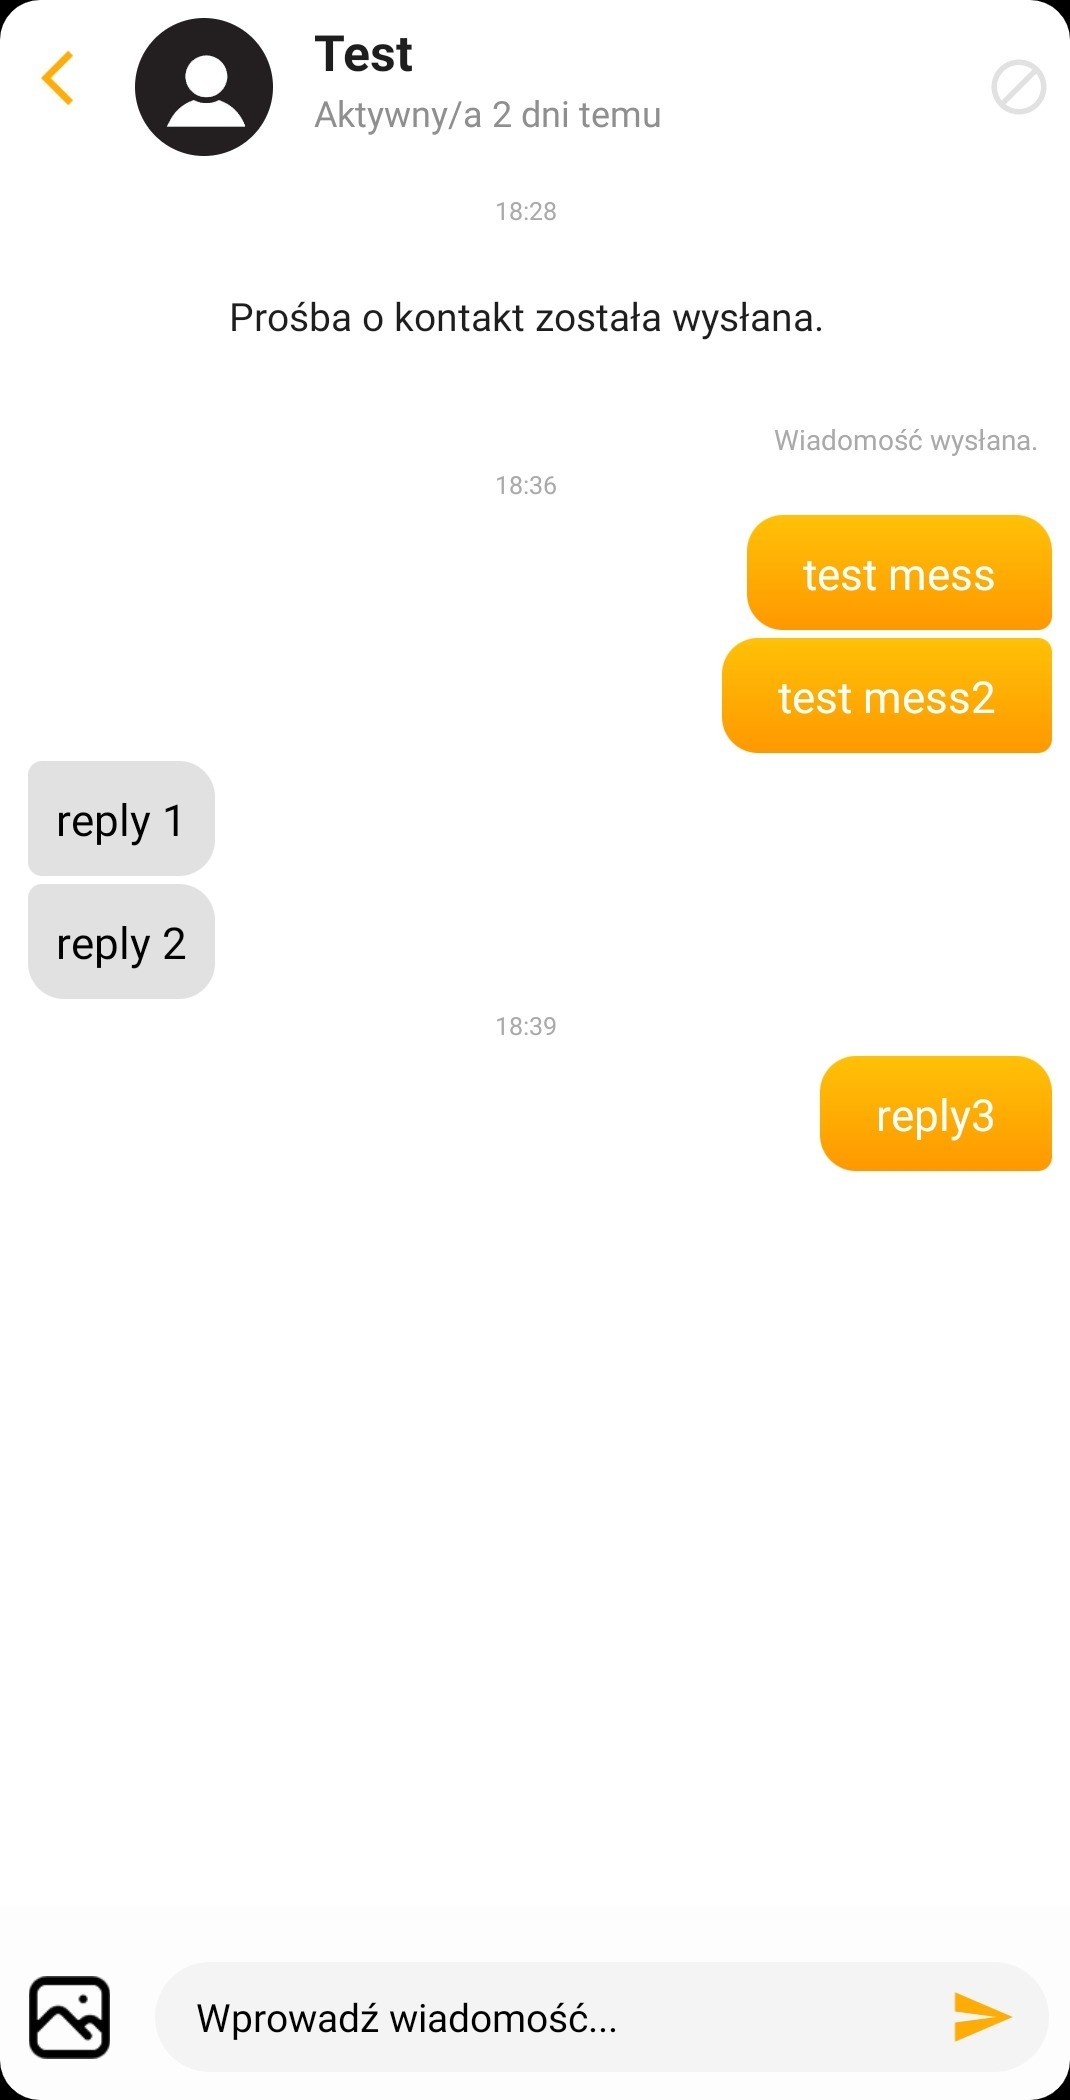 Test
Aktywny/a 2 dni temu
18:28
Prośba o kontakt została wysłana.
Wiadomość wysłana.
18:36
test mess
test mess2
reply 1
reply 2
18:39
reply3
Wprowadź wiadomość...